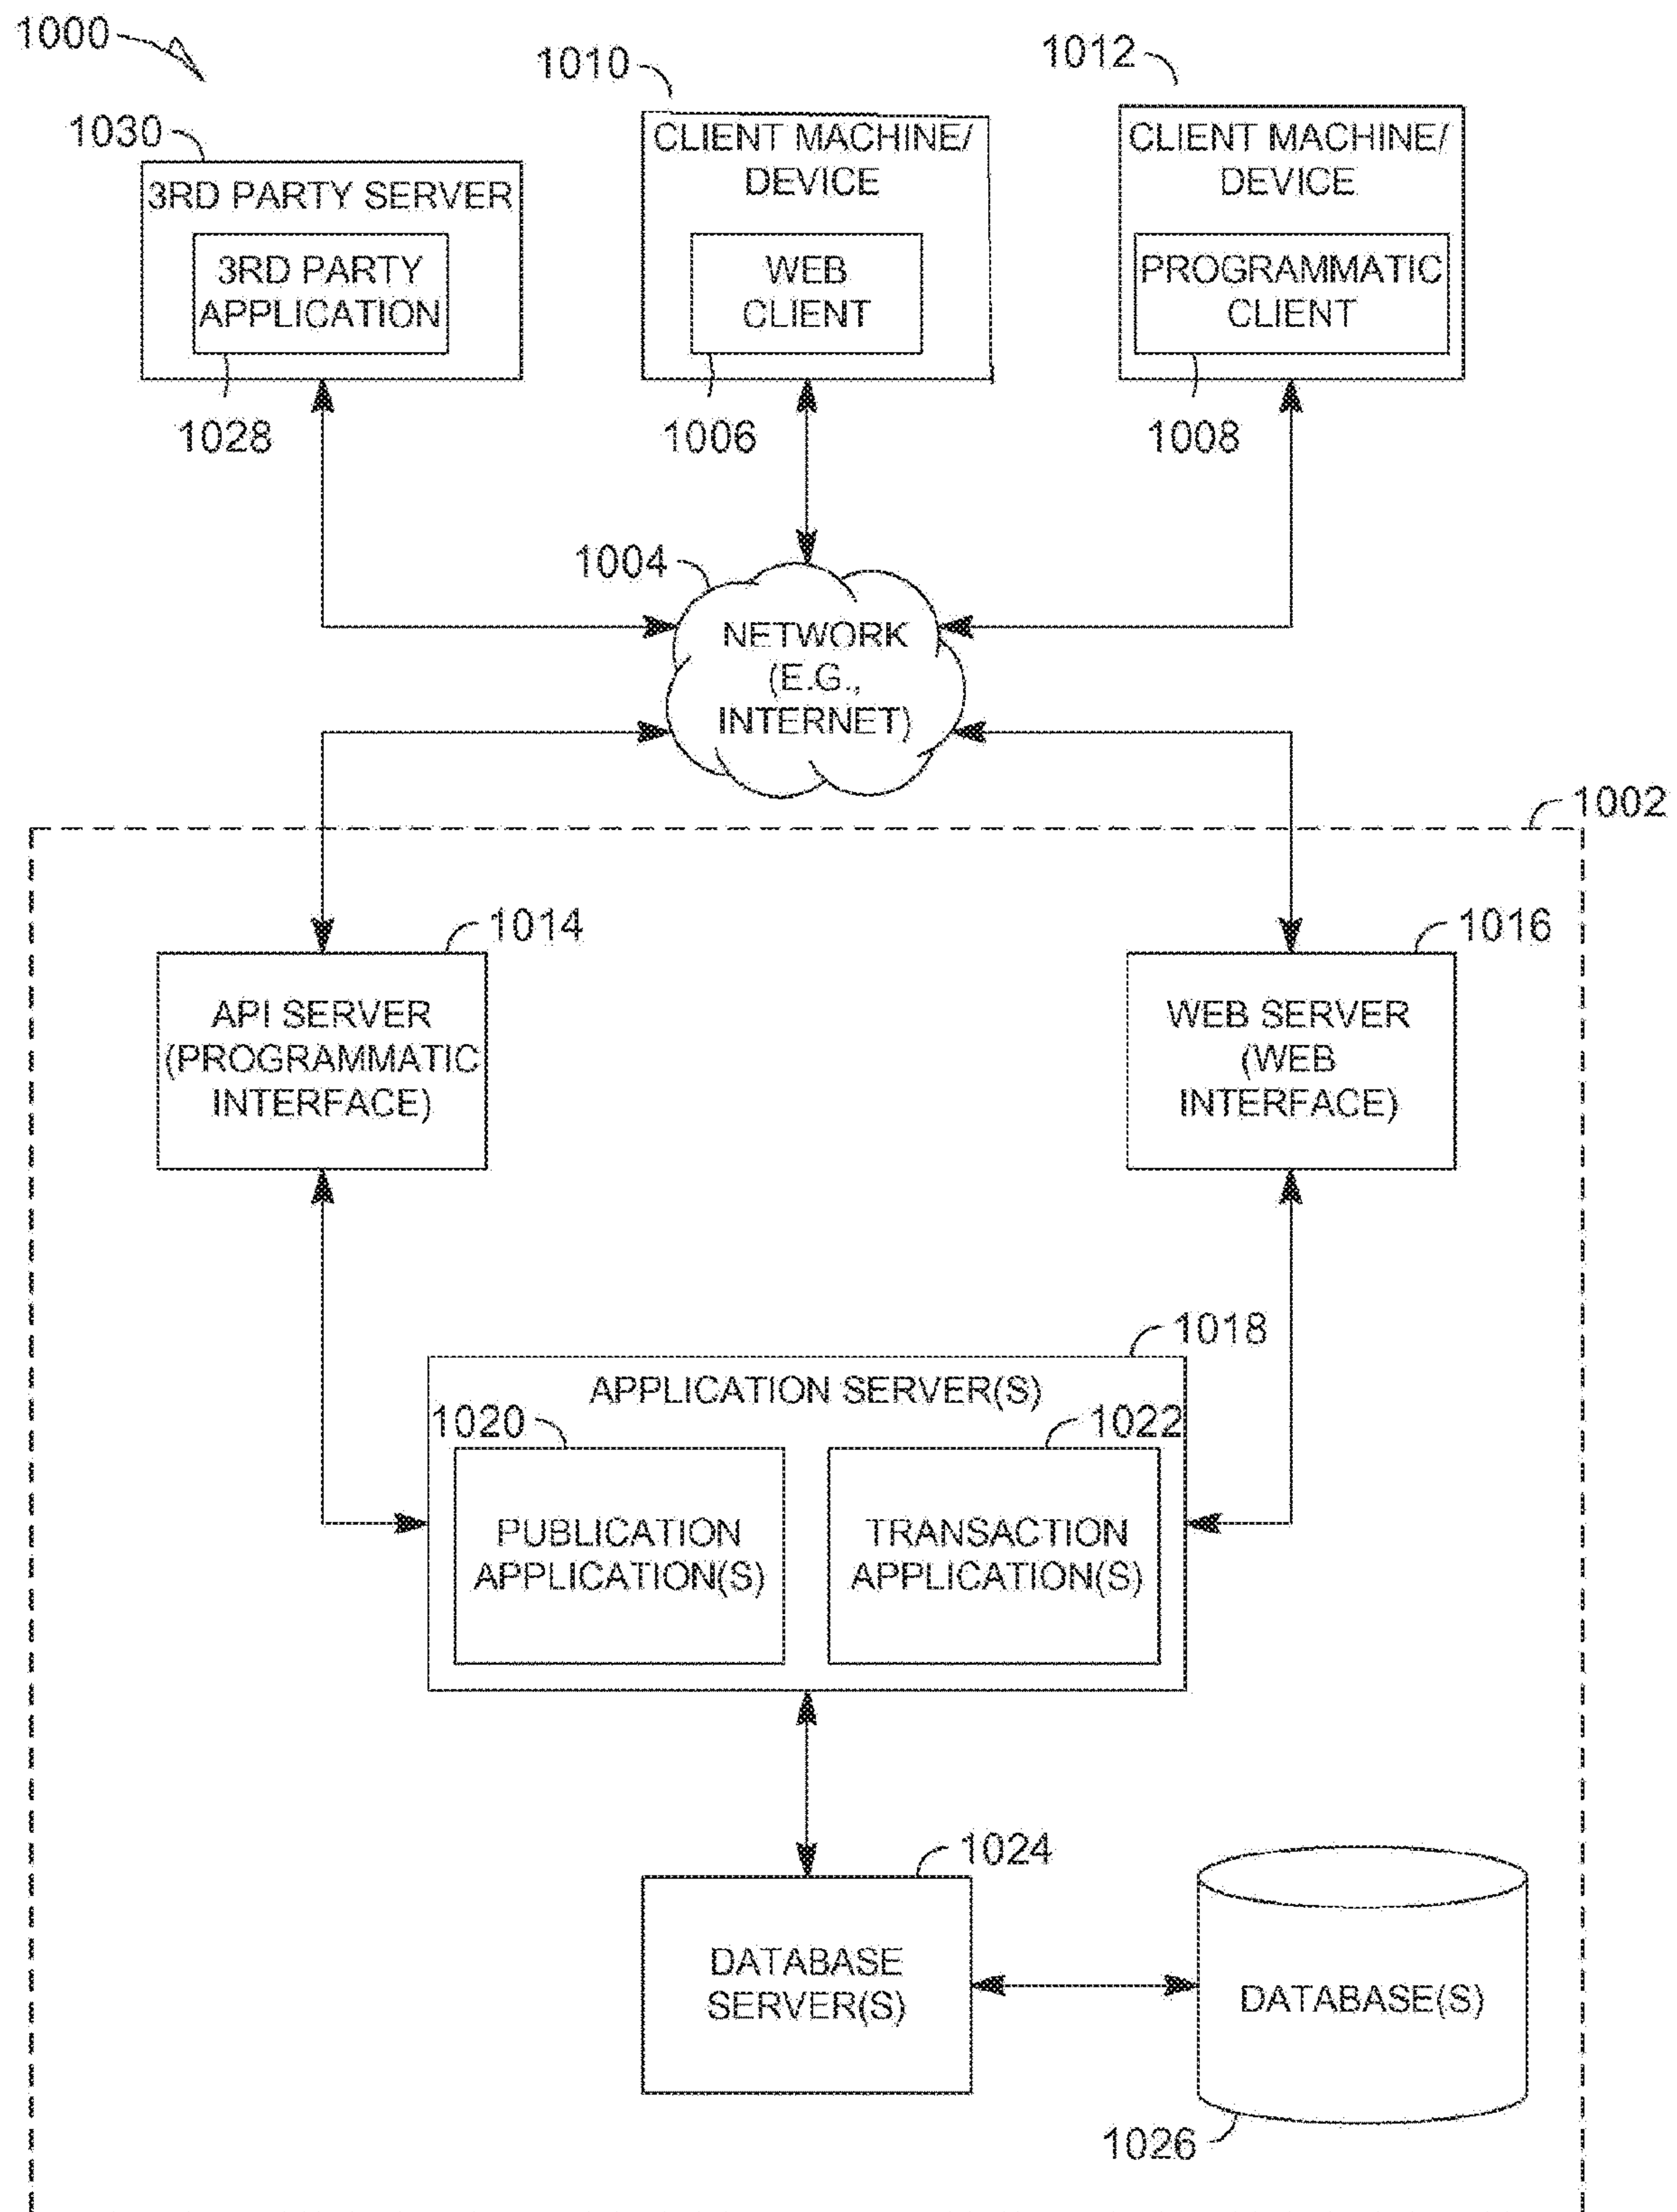 1000
1030
3RD PARTY SERVER
3RD PARTY
APPLICATION
1028
1010
CLIENT MACHINE/
DEVICE
WEB
CLIENT
1006
1012
CLIENT MACHINE/
DEVICE
PROGRAMMATIC
CLIENT
1008
1004
NETWORK
(E.G.,
INTERNET)
1002
1014
API SERVER
(PROGRAMMATIC
INTERFACE)
1016
WEB SERVER
(WEB
INTERFACE)
1018
APPLICATION SERVER(S)
1020
PUBLICATION
APPLICATION(S)
1022
TRANSACTION
APPLICATION(S)
1024
DATABASE
SERVER(S)
DATABASE(S)
1026